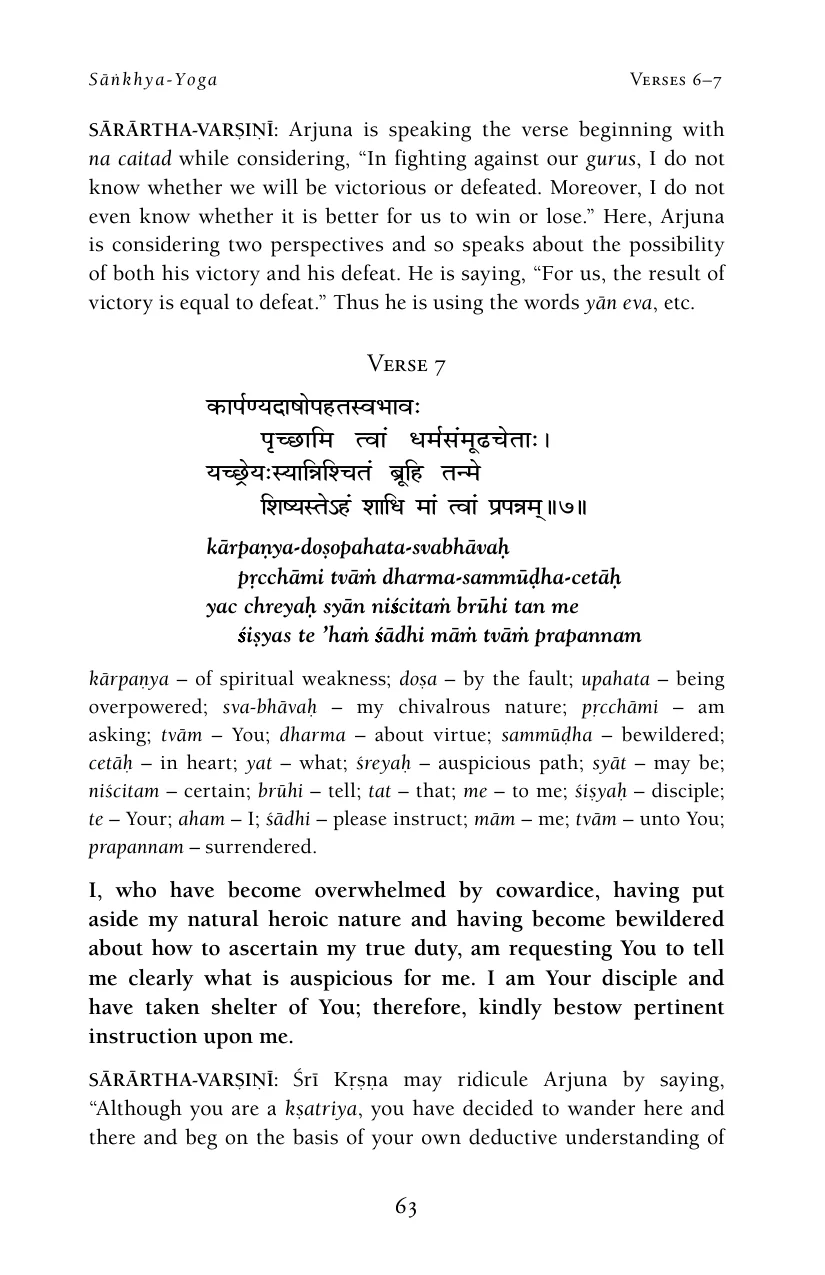 Sāṅkhya-Yoga Verses 6–7
SĀRĀRTHA-VARṢIṆĪ: Arjuna is speaking the verse beginning with
na caitad while considering, “In fighting against our gurus, I do not
know whether we will be victorious or defeated. Moreover, I do not
even know whether it is better for us to win or lose.” Here, Arjuna
is considering two perspectives and so speaks about the possibility
of both his victory and his defeat. He is saying, “For us, the result of
victory is equal to defeat.” Thus he is using the words yān eva, etc.
Verse 7
कार्पण्यदाषोपहतस्वभावः
पृच्छामि त्वां धर्मसंमूढचेताः।
यच्छ्रेयःस्यान्निश्चितं ब्रूहि तन्मे
शिष्यस्तेऽहं शाधि मां त्वां प्रपन्नम्॥७॥
kārpaṇya-doṣopahata-svabhāvaḥ
pṛcchāmi tvāṁ dharma-sammūḍha-cetāḥ
yac chreyaḥ syān niścitaṁ brūhi tan me
śiṣyas te ’haṁ śādhi māṁ tvāṁ prapannam
kārpaṇya – of spiritual weakness; doṣa – by the fault; upahata – being
overpowered; sva-bhāvaḥ – my chivalrous nature; pṛcchāmi – am
asking; tvām – You; dharma – about virtue; sammūḍha – bewildered;
cetāḥ – in heart; yat – what; śreyaḥ – auspicious path; syāt – may be;
niścitam – certain; brūhi – tell; tat – that; me – to me; śiṣyaḥ – disciple;
te – Your; aham – I; śādhi – please instruct; mām – me; tvām – unto You;
prapannam – surrendered.
I, who have become overwhelmed by cowardice, having put
aside my natural heroic nature and having become bewildered
about how to ascertain my true duty, am requesting You to tell
me clearly what is auspicious for me. I am Your disciple and
have taken shelter of You; therefore, kindly bestow pertinent
instruction upon me.
SĀRĀRTHA-VARṢIṆĪ: Śrī Kṛṣṇa may ridicule Arjuna by saying,
“Although you are a kṣatriya, you have decided to wander here and
there and beg on the basis of your own deductive understanding of
63